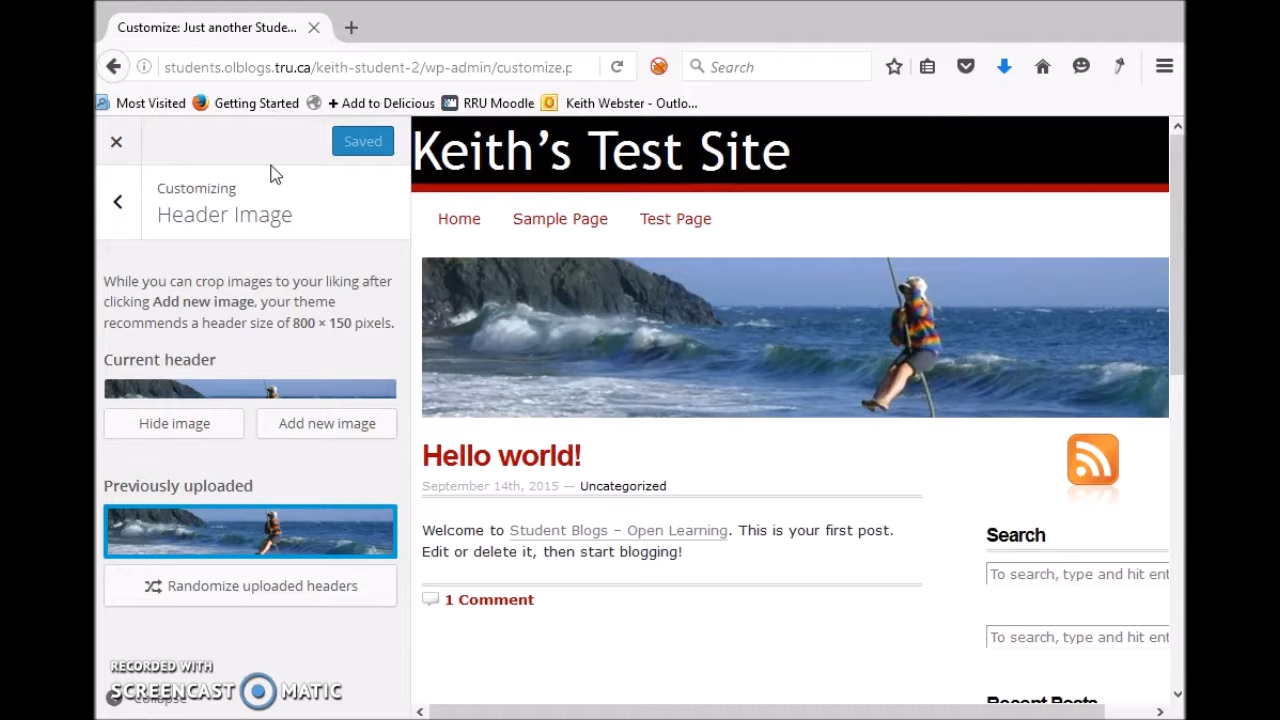 Customize: Just another Stude...
students.olblogs.tru.ca/keith-student-2/wp-admin/customize.p
Search
Most Visited
Getting Started
+ Add to Delicious
RRU Moodle
Keith Webster - Outlo...
Saved
Customizing
Header Image
While you can crop images to your liking after
clicking Add new image, your theme
recommends a header size of 800 × 150 pixels.
Current header
Hide image
Add new image
Previously uploaded
Randomize uploaded headers
RECORDED WITH
SCREENCAST MATIC
Collapse
Keith’s Test Site
Home
Sample Page
Test Page
Hello world!
September 14th, 2015 — Uncategorized
Welcome to Student Blogs – Open Learning. This is your first post.
Edit or delete it, then start blogging!
1 Comment
Search
To search, type and hit ent
To search, type and hit ent
Recent Posts